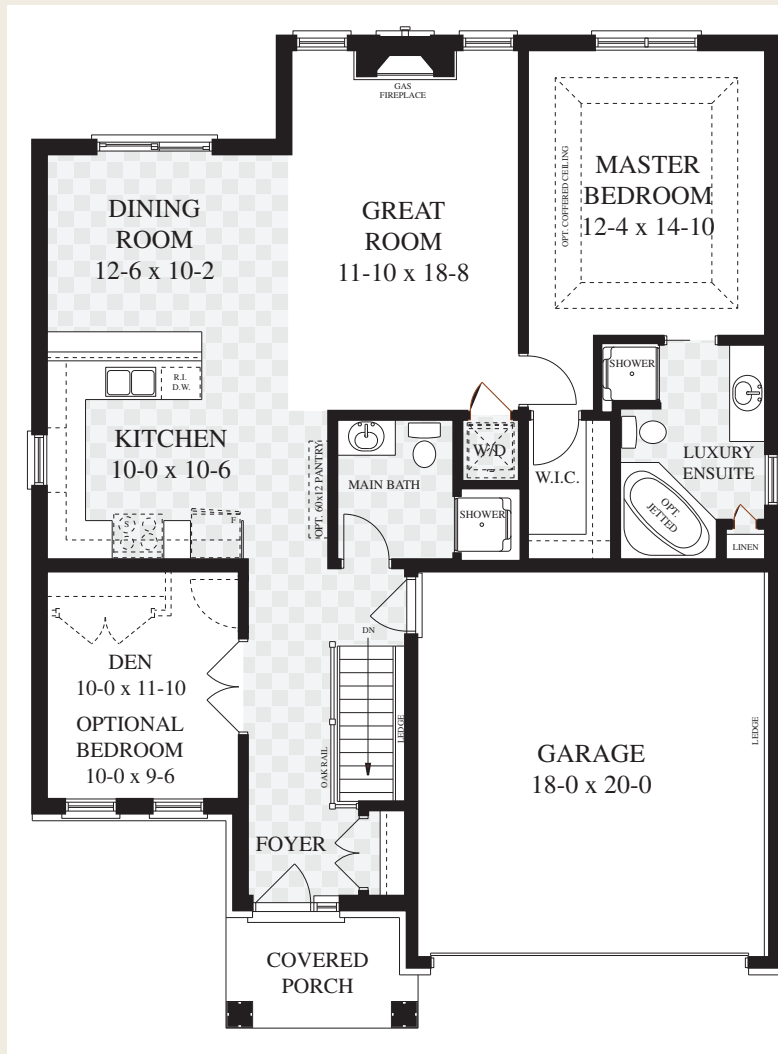 GAS
FIREPLACE
OPT. COFFERED CEILING
MASTER
BEDROOM
12-4 x 14-10
DINING
ROOM
12-6 x 10-2
GREAT
ROOM
11-10 x 18-8
SHOWER
R.I.
D.W.
KITCHEN
10-0 x 10-6
OPT. 60x12 PANTRY
MAIN BATH
W/D
W.I.C.
LUXURY
ENSUITE
OPT.
JETTED
SHOWER
S
F
LINEN
DN
DEN
10-0 x 11-10
OPTIONAL
BEDROOM
10-0 x 9-6
OAK RAIL
LEDGE
LEDGE
GARAGE
18-0 x 20-0
FOYER
COVERED
PORCH